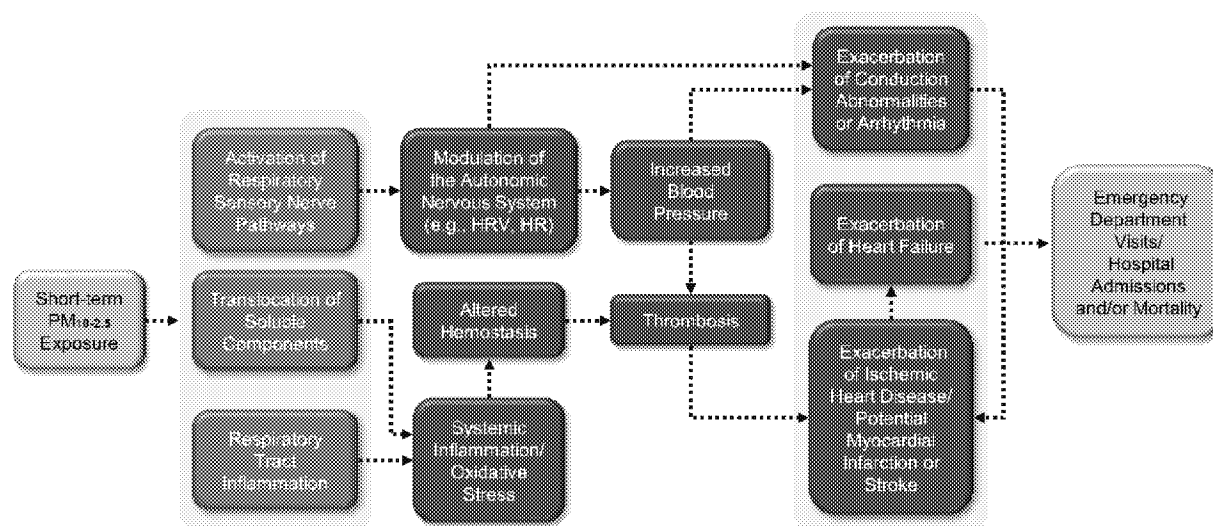 Short-term
PM10-2.5
Exposure
Activation of
Respiratory
Sensory Nerve
Pathways
Translocation of
Soluble
Components
Respiratory
Tract
Inflammation
Modulation of
the Autonomic
Nervous System
(e.g., HRV, HR)
Altered
Hemostasis
Systemic
Inflammation/
Oxidative
Stress
Increased
Blood
Pressure
Thrombosis
Exacerbation
of Conduction
Abnormalities
or Arrhythmia
Exacerbation
of Heart Failure
Exacerbation
of Ischemic
Heart Disease/
Potential
Myocardial
Infarction or
Stroke
Emergency
Department
Visits/
Hospital
Admissions
and/or Mortality